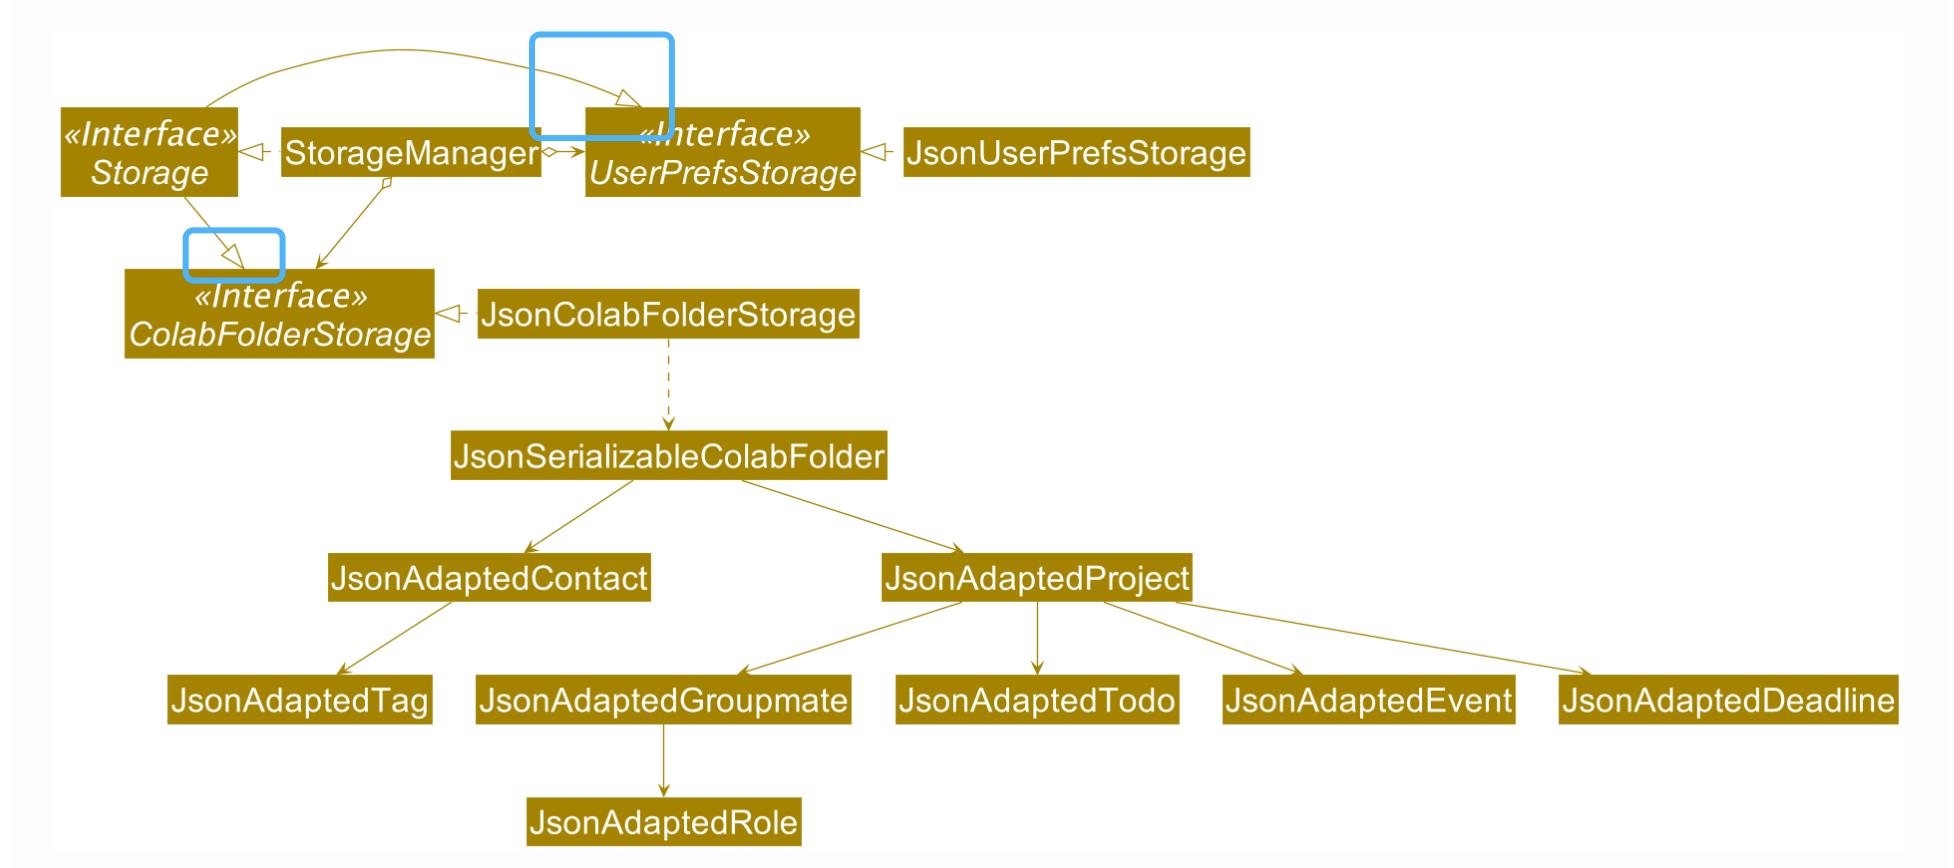 «Interface»
Storage
StorageManager
«Interface»
UserPrefsStorage
JsonUserPrefsStorage
«Interface»
ColabFolderStorage
JsonColabFolderStorage
JsonSerializableColabFolder
JsonAdaptedContact
JsonAdaptedProject
JsonAdaptedTag
JsonAdaptedGroupmate
JsonAdaptedTodo
JsonAdaptedEvent
JsonAdaptedDeadline
JsonAdaptedRole